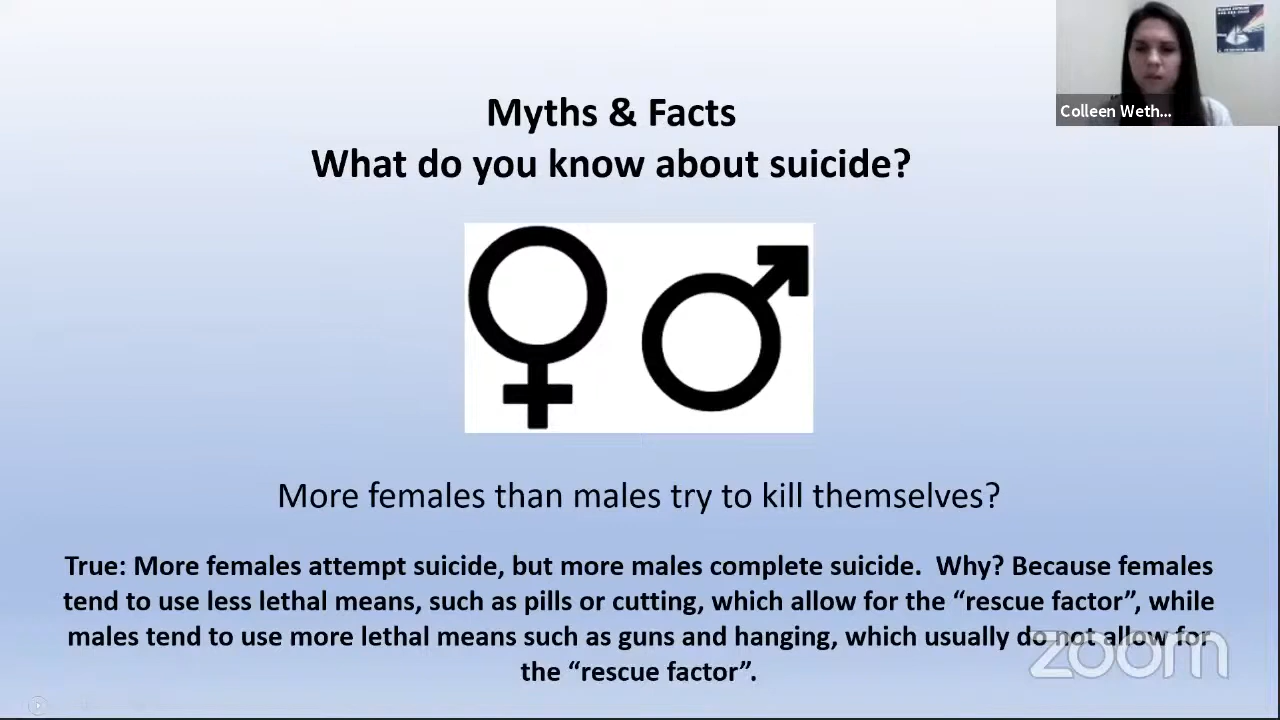 Myths & Facts
What do you know about suicide?
Colleen Weth...
More females than males try to kill themselves?
True: More females attempt suicide, but more males complete suicide.  Why? Because females
tend to use less lethal means, such as pills or cutting, which allow for the “rescue factor”, while
males tend to use more lethal means such as guns and hanging, which usually do not allow for
the “rescue factor”.
zoom